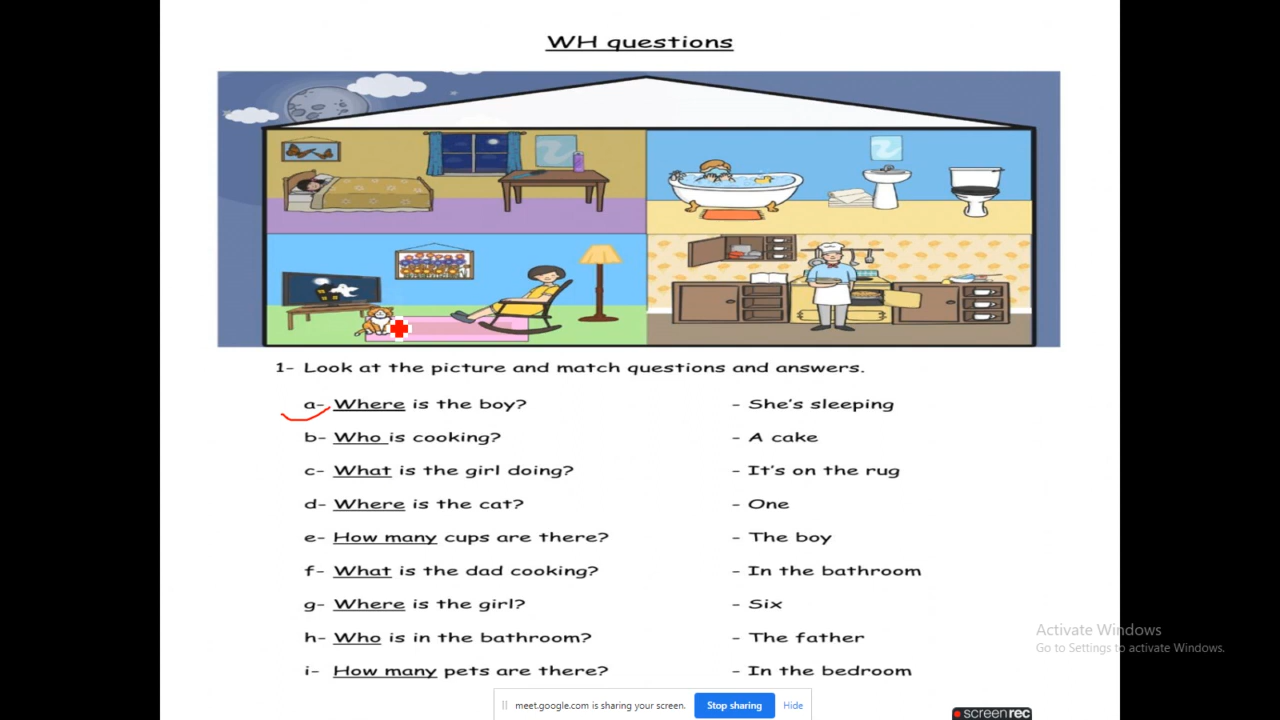 WH questions
1- Look at the picture and match questions and answers.
a- Where is the boy? - She's sleeping
b- Who is cooking? - A cake
c- What is the girl doing? - It's on the rug
d- Where is the cat? - One
e- How many cups are there? - The boy
f- What is the dad cooking? - In the bathroom
g- Where is the girl? - Six
h- Who is in the bathroom? - The father
i- How many pets are there? - In the bedroom
Activate Windows
Go to Settings to activate Windows.
meet.google.com is sharing your screen. Stop sharing Hide
screenrec